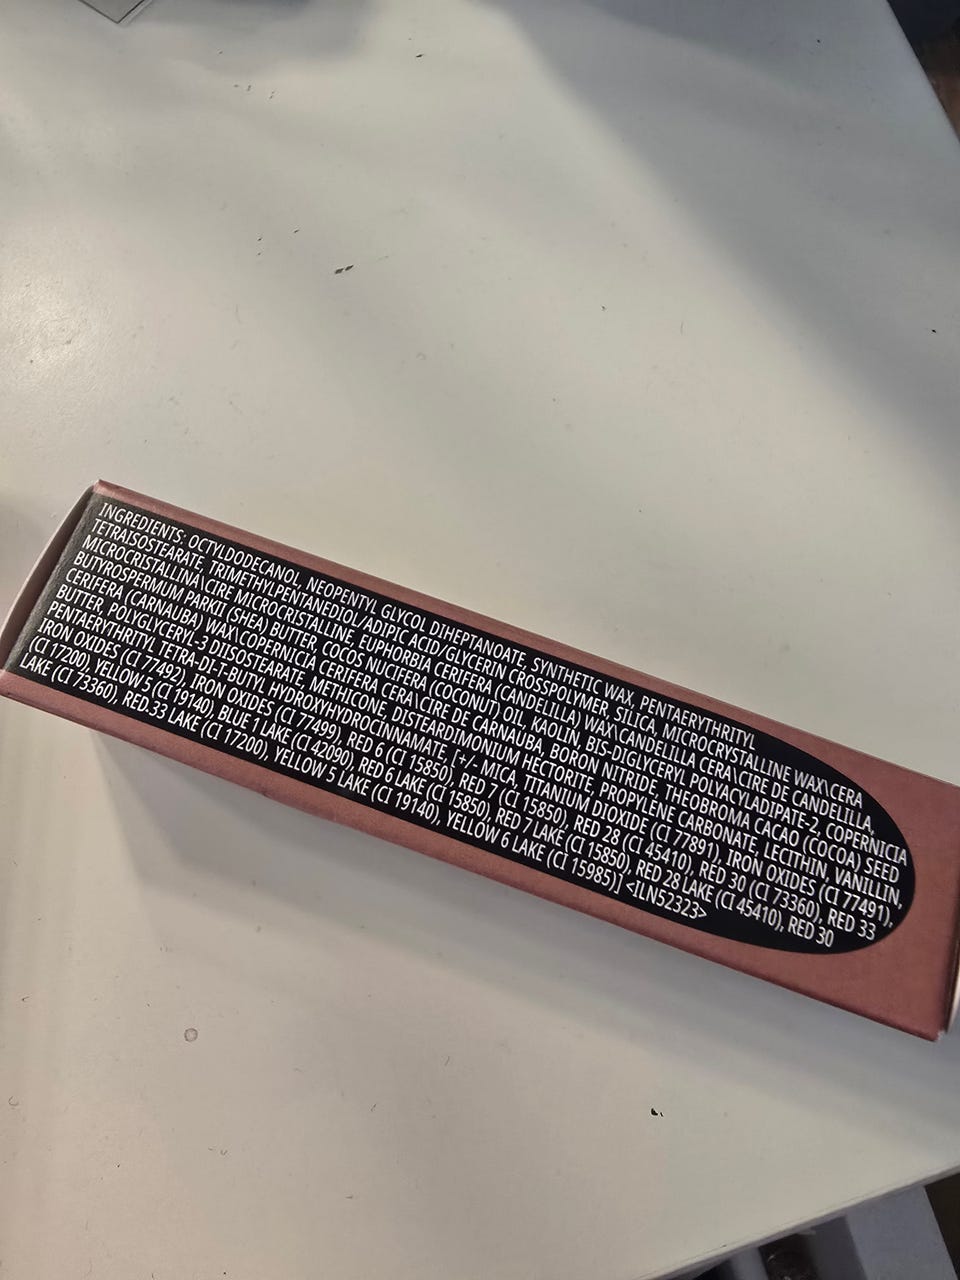 INGREDIENTS: OCTYLDODECANOL, NEOPENTYL GLYCOL DIHEPTANOATE, SYNTHETIC WAX, PENTAERYTHRITYL
TETRAISOSTEARATE, TRIMETHYLPENTANEDIOL/ADIPIC ACID/GLYCERIN CROSSPOLYMER, SILICA, MICROCRYSTALLINE WAX\CERA
MICROCRISTALLINA\CIRE MICROCRISTALLINE, EUPHORBIA CERIFERA (CANDELILLA) WAX\CANDELILLA CERA\CIRE DE CANDELILLA,
BUTYROSPERMUM PARKII (SHEA) BUTTER, COCOS NUCIFERA (COCONUT) OIL, KAOLIN, BIS-DIGLYCERYL POLYACYLADIPATE-2, COPERNICIA
CERIFERA (CARNAUBA) WAX\COPERNICIA CERIFERA CERA\CIRE DE CARNAUBA, BORON NITRIDE, THEOBROMA CACAO (COCOA) SEED
BUTTER, POLYGLYCERYL-3 DIISOSTEARATE, METHICONE, DISTEARDIMONIUM HECTORITE, PROPYLENE CARBONATE, LECITHIN, VANILLIN,
PENTAERYTHRITYL TETRA-DI-T-BUTYL HYDROXYHYDROCINNAMATE, [+/- MICA, TITANIUM DIOXIDE (CI 77891), IRON OXIDES (CI 77491),
IRON OXIDES (CI 77492), IRON OXIDES (CI 77499), RED 6 (CI 15850), RED 7 (CI 15850), RED 28 (CI 45410), RED 30 (CI 73360), RED 33
(CI 17200), YELLOW 5 (CI 19140), BLUE 1 LAKE (CI 42090), RED 6 LAKE (CI 15850), RED 7 LAKE (CI 15850), RED 28 LAKE (CI 45410), RED 30
LAKE (CI 73360), RED 33 LAKE (CI 17200), YELLOW 5 LAKE (CI 19140), YELLOW 6 LAKE (CI 15985)] <ILN52323>